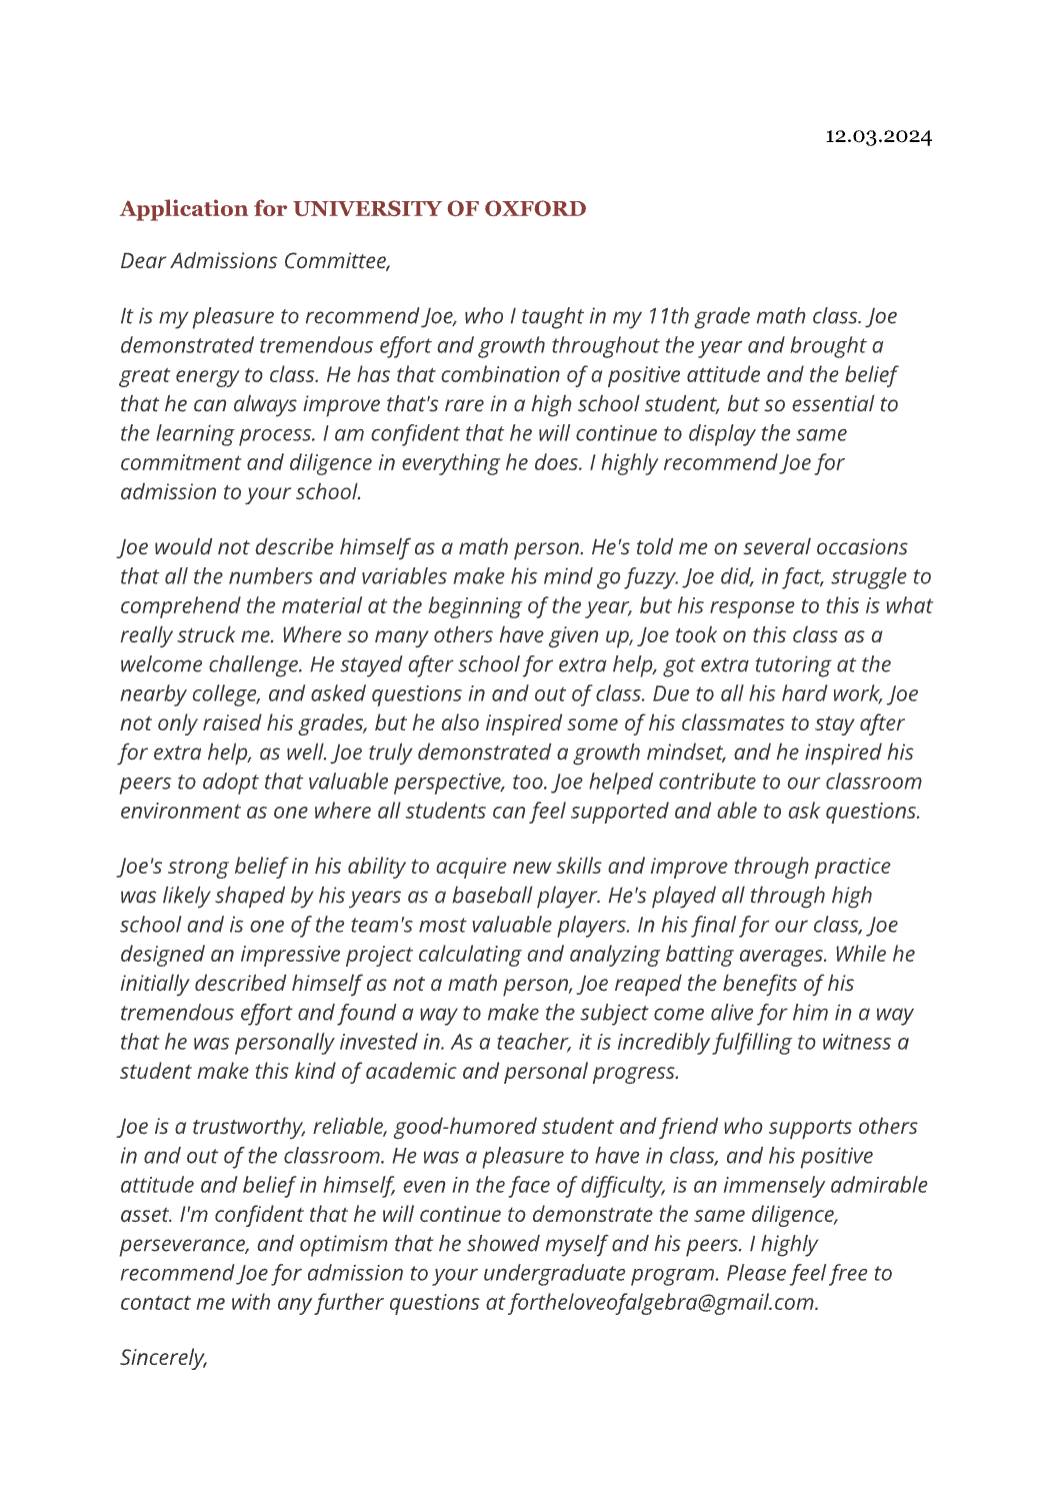 12.03.2024
Application for UNIVERSITY OF OXFORD
Dear Admissions Committee,
It is my pleasure to recommend Joe, who I taught in my 11th grade math class. Joe
demonstrated tremendous effort and growth throughout the year and brought a
great energy to class. He has that combination of a positive attitude and the belief
that he can always improve that's rare in a high school student, but so essential to
the learning process. I am confident that he will continue to display the same
commitment and diligence in everything he does. I highly recommend Joe for
admission to your school.
Joe would not describe himself as a math person. He's told me on several occasions
that all the numbers and variables make his mind go fuzzy. Joe did, in fact, struggle to
comprehend the material at the beginning of the year, but his response to this is what
really struck me. Where so many others have given up, Joe took on this class as a
welcome challenge. He stayed after school for extra help, got extra tutoring at the
nearby college, and asked questions in and out of class. Due to all his hard work, Joe
not only raised his grades, but he also inspired some of his classmates to stay after
for extra help, as well. Joe truly demonstrated a growth mindset, and he inspired his
peers to adopt that valuable perspective, too. Joe helped contribute to our classroom
environment as one where all students can feel supported and able to ask questions.
Joe's strong belief in his ability to acquire new skills and improve through practice
was likely shaped by his years as a baseball player. He's played all through high
school and is one of the team's most valuable players. In his final for our class, Joe
designed an impressive project calculating and analyzing batting averages. While he
initially described himself as not a math person, Joe reaped the benefits of his
tremendous effort and found a way to make the subject come alive for him in a way
that he was personally invested in. As a teacher, it is incredibly fulfilling to witness a
student make this kind of academic and personal progress.
Joe is a trustworthy, reliable, good-humored student and friend who supports others
in and out of the classroom. He was a pleasure to have in class, and his positive
attitude and belief in himself, even in the face of difficulty, is an immensely admirable
asset. I'm confident that he will continue to demonstrate the same diligence,
perseverance, and optimism that he showed myself and his peers. I highly
recommend Joe for admission to your undergraduate program. Please feel free to
contact me with any further questions at fortheloveofalgebra@gmail.com.
Sincerely,